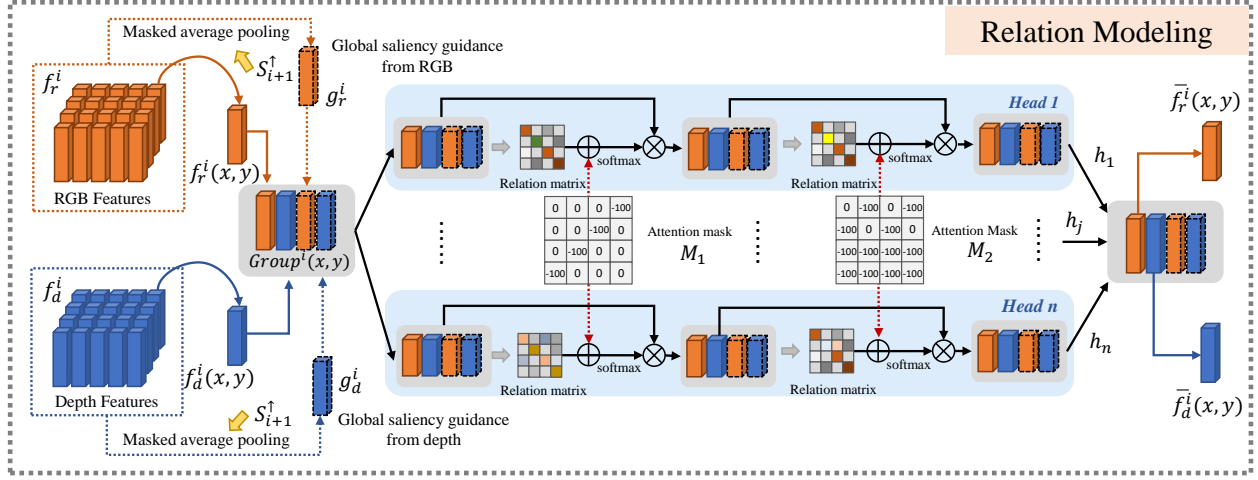 Relation Modeling
Masked average pooling
Global saliency guidance
from RGB
S_{i+1}^↑
f_r^i
g_r^i
RGB Features
f_r^i(x, y)
Group^i(x, y)
f_d^i
f_d^i(x, y)
g_d^i
Depth Features
S_{i+1}^↑
Masked average pooling
Global saliency guidance
from depth
Head 1
softmax
softmax
Relation matrix
Relation matrix
0 0 0 -100
0 0 -100 0
0 -100 0 0
-100 0 0 0
Attention mask
M_1
0 -100 0 -100
-100 0 -100 0
-100 -100 -100 -100
-100 -100 -100 -100
Attention Mask
M_2
Head n
softmax
softmax
Relation matrix
Relation matrix
h_1
h_j
h_n
\bar{f}_r^i(x, y)
\bar{f}_d^i(x, y)